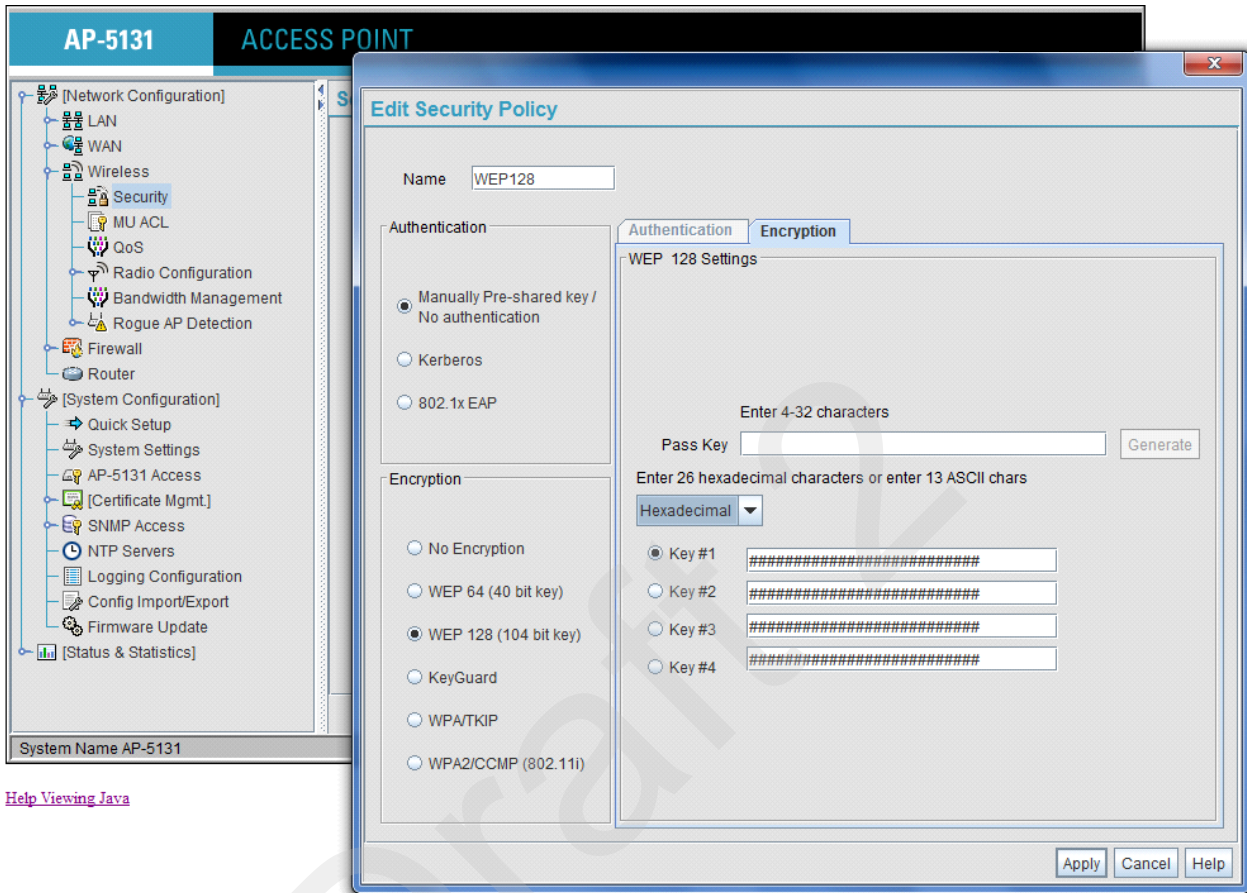 AP-5131
ACCESS POINT
[Network Configuration]
LAN
WAN
Wireless
Security
MU ACL
QoS
Radio Configuration
Bandwidth Management
Rogue AP Detection
Firewall
Router
[System Configuration]
Quick Setup
System Settings
AP-5131 Access
[Certificate Mgmt.]
SNMP Access
NTP Servers
Logging Configuration
Config Import/Export
Firmware Update
[Status & Statistics]
System Name AP-5131
Help Viewing Java
Edit Security Policy
Name WEP128
Authentication
Manually Pre-shared key /
No authentication
Kerberos
802.1x EAP
Encryption
No Encryption
WEP 64 (40 bit key)
WEP 128 (104 bit key)
KeyGuard
WPA/TKIP
WPA2/CCMP (802.11i)
Authentication Encryption
WEP 128 Settings
Enter 4-32 characters
Pass Key Generate
Enter 26 hexadecimal characters or enter 13 ASCII chars
Hexadecimal
Key #1 ##########################
Key #2 ##########################
Key #3 ##########################
Key #4 ##########################
Apply Cancel Help
Draft 2